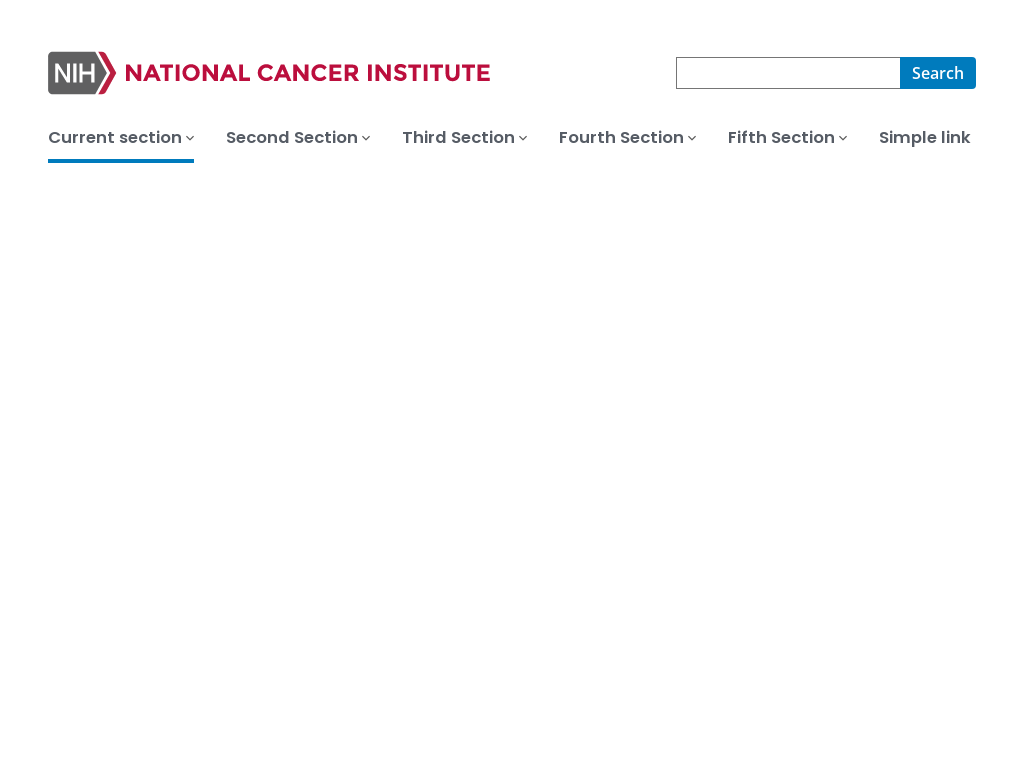 NIH NATIONAL CANCER INSTITUTE
Search
Current section Second Section Third Section Fourth Section Fifth Section Simple link